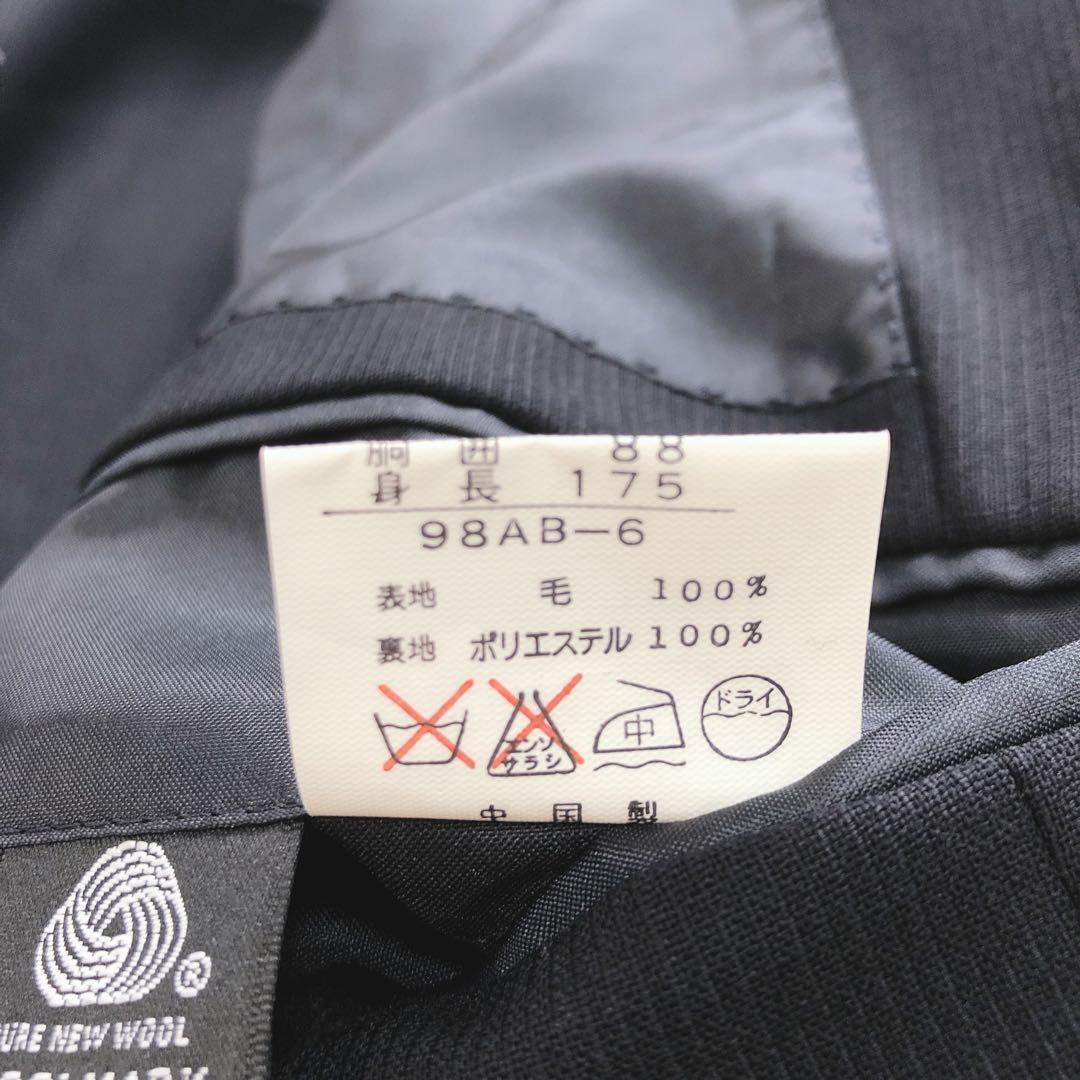 胴囲 88
身長 175
98AB-6
表地 毛 100%
裏地 ポリエステル 100%
エンソ
サラシ
中
ドライ
中国製
®
PURE NEW WOOL
WOOLMARK